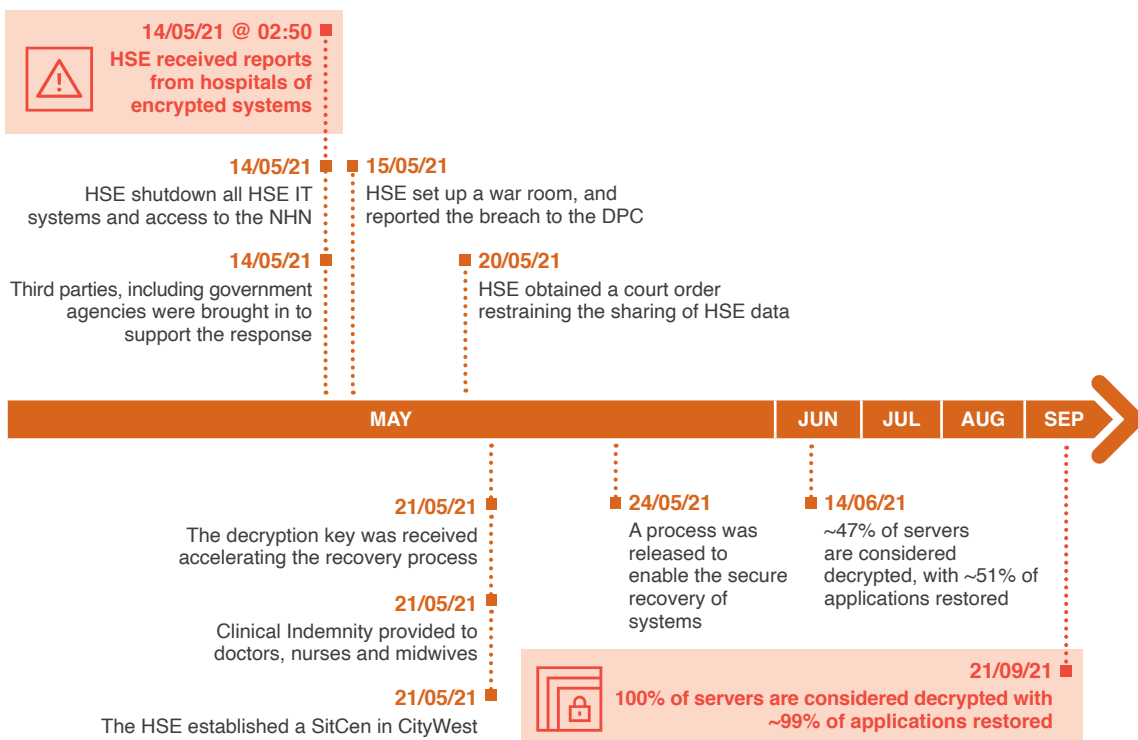 14/05/21 @ 02:50
HSE received reports
from hospitals of
encrypted systems
14/05/21
HSE shutdown all HSE IT
systems and access to the NHN
15/05/21
HSE set up a war room, and
reported the breach to the DPC
14/05/21
Third parties, including government
agencies were brought in to
support the response
20/05/21
HSE obtained a court order
restraining the sharing of HSE data
MAY
JUN
JUL
AUG
SEP
21/05/21
The decryption key was received
accelerating the recovery process
21/05/21
Clinical Indemnity provided to
doctors, nurses and midwives
21/05/21
The HSE established a SitCen in CityWest
24/05/21
A process was
released to
enable the secure
recovery of
systems
14/06/21
~47% of servers
are considered
decrypted, with ~51% of
applications restored
21/09/21
100% of servers are considered decrypted with
~99% of applications restored